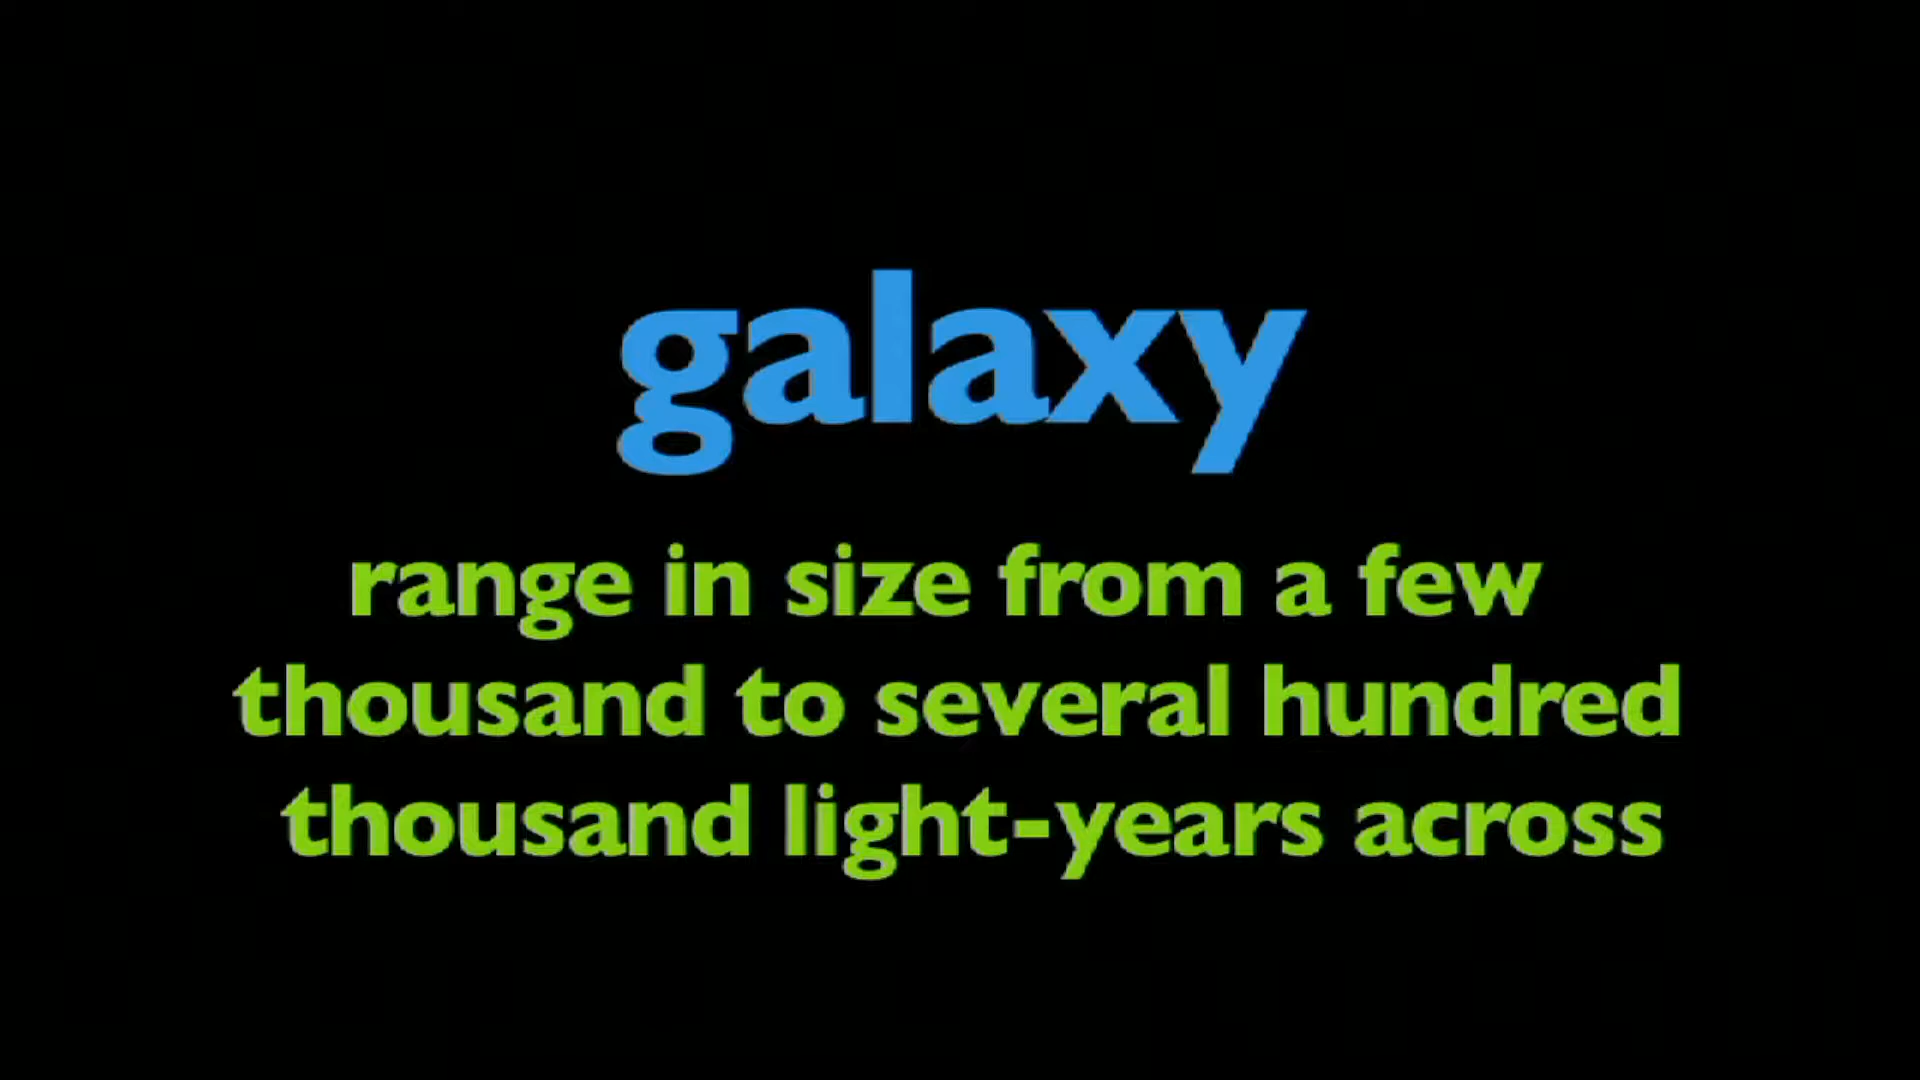 galaxy
range in size from a few
thousand to several hundred
thousand light-years across